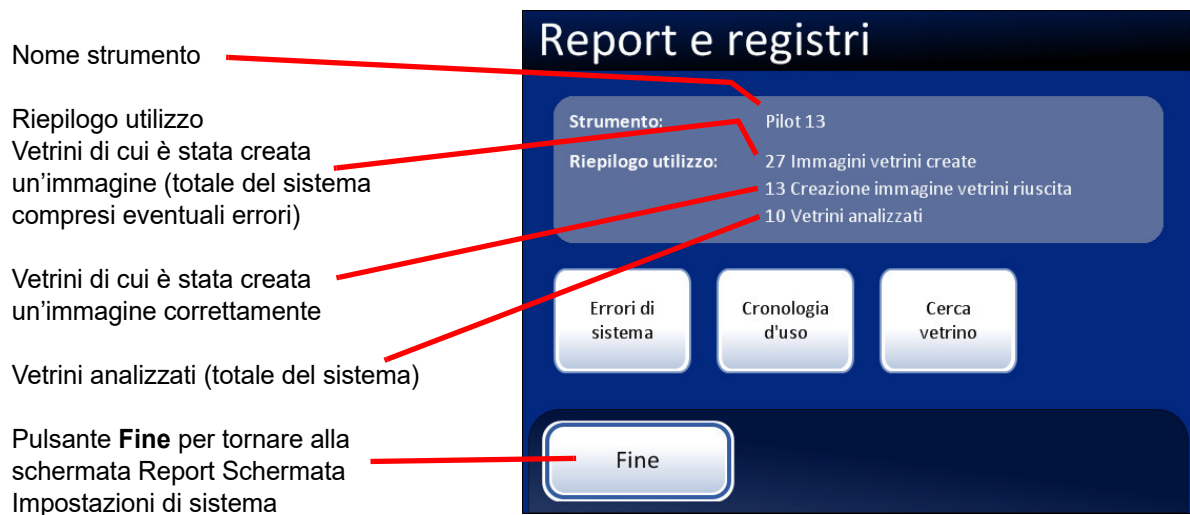 Nome strumento
Riepilogo utilizzo
Vetrini di cui è stata creata
un’immagine (totale del sistema
compresi eventuali errori)
Vetrini di cui è stata creata
un’immagine correttamente
Vetrini analizzati (totale del sistema)
Pulsante Fine per tornare alla
schermata Report Schermata
Impostazioni di sistema
Report e registri
Strumento: Pilot 13
Riepilogo utilizzo: 27 Immagini vetrini create
13 Creazione immagine vetrini riuscita
10 Vetrini analizzati
Errori di
sistema
Cronologia
d'uso
Cerca
vetrino
Fine